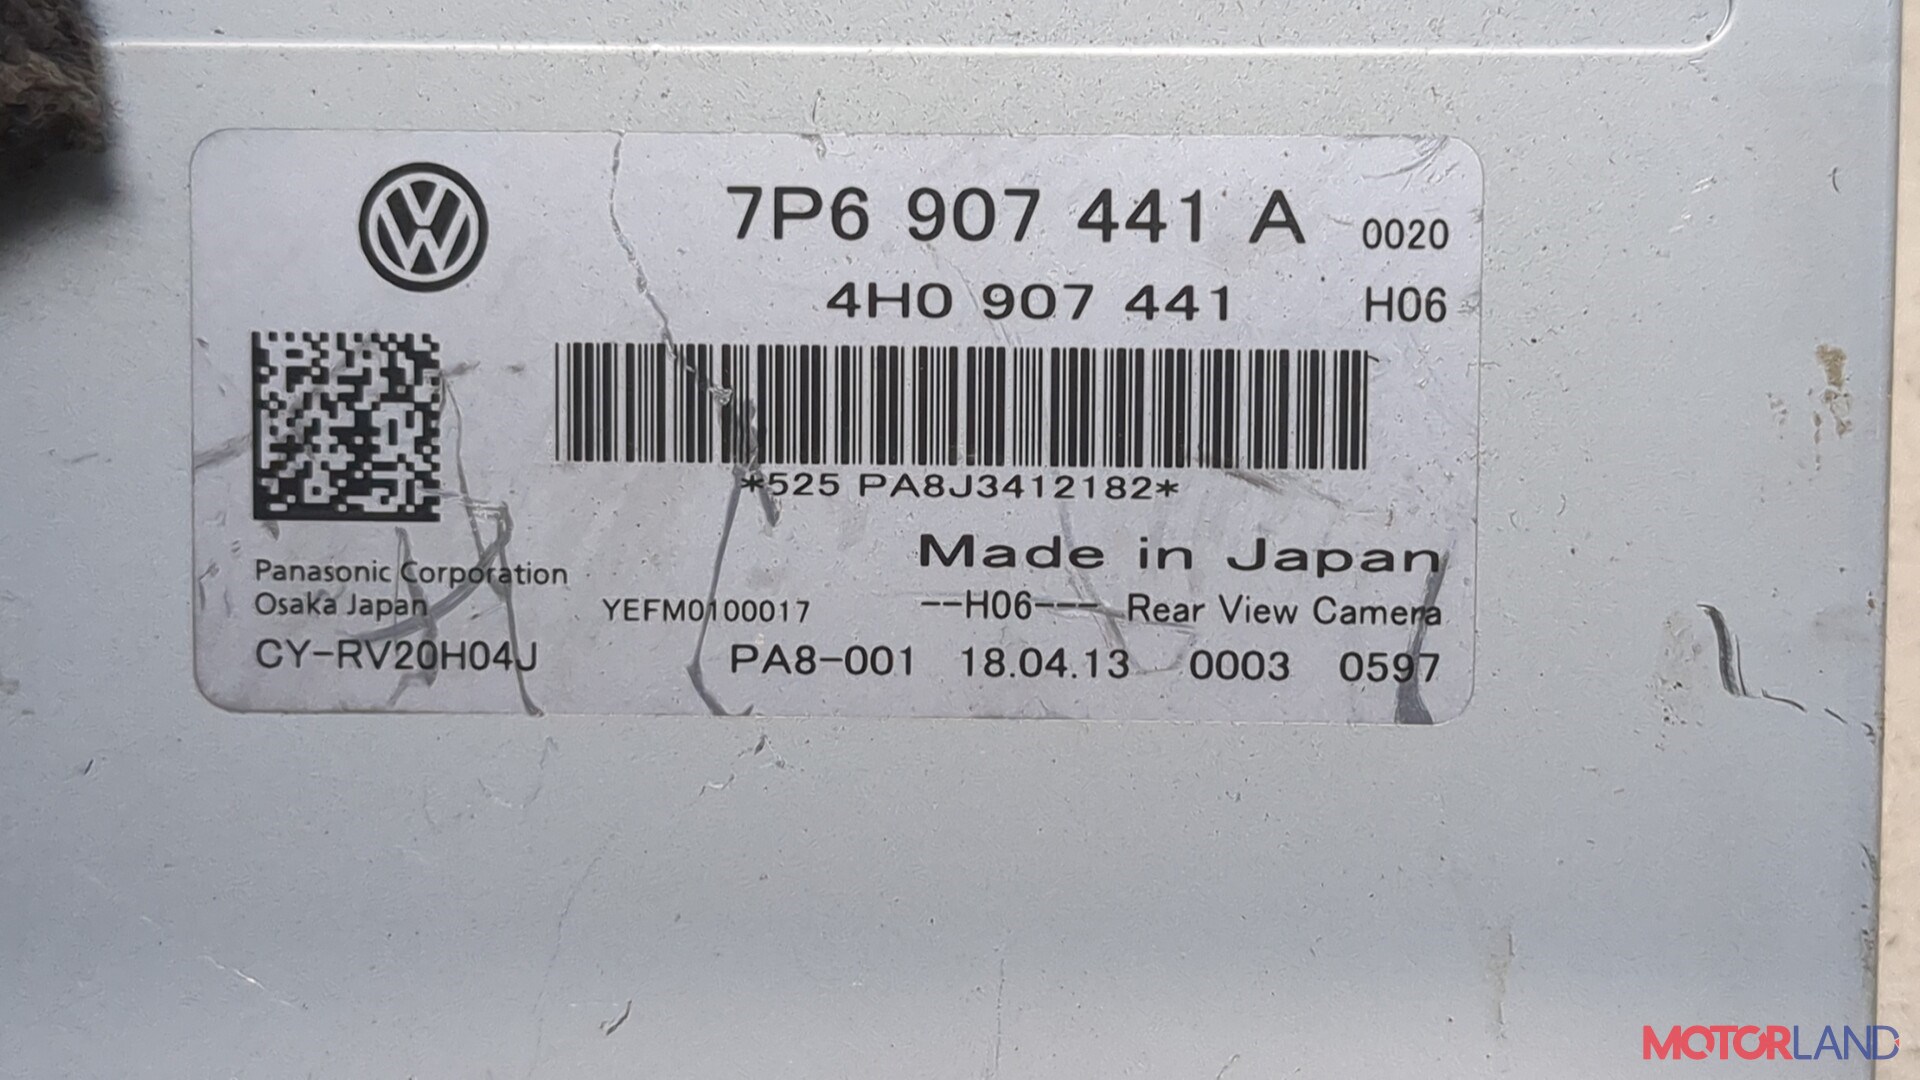 7P6 907 441 A 0020
4H0 907 441 H06
*525 PA8J3412182*
Made in Japan
Panasonic Corporation
Osaka Japan YEFM0100017 --H06--- Rear View Camera
CY-RV20H04J PA8-001 18.04.13 0003 0597
MOTORLAND